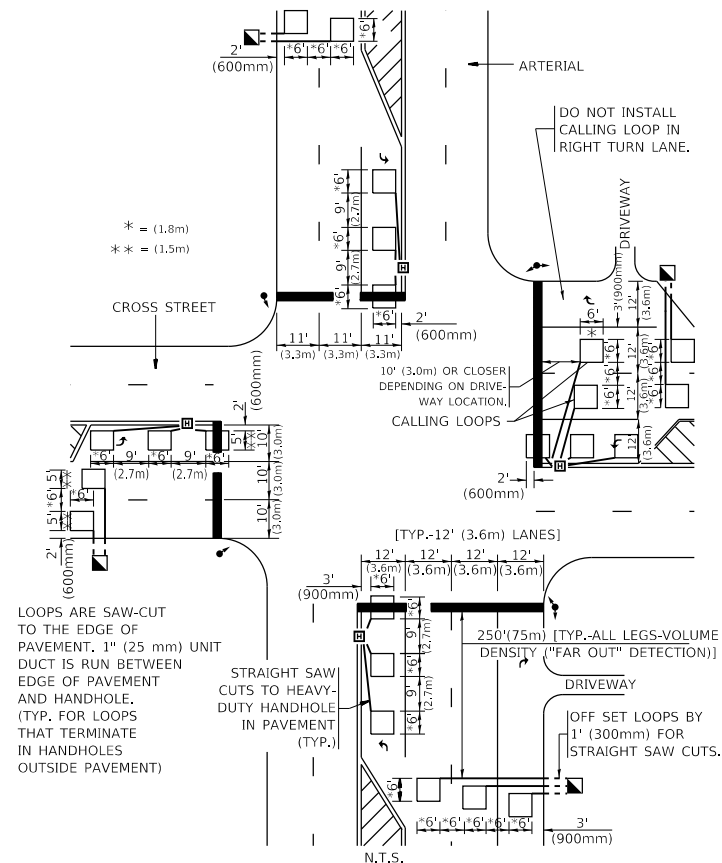 *6'
2'
(600mm)
*6' *6' *6'
ARTERIAL
DO NOT INSTALL
CALLING LOOP IN
RIGHT TURN LANE.
DRIVEWAY
* = (1.8m)
** = (1.5m)
CROSS STREET
*6'
9'
(2.7m)
*6'
9'
(2.7m)
*6'
H
*6'
2'
(600mm)
11' 11' 11'
(3.3m) (3.3m) (3.3m)
6'
*
3'(900mm)
12'
(3.6m)
*6'
*6'
*6'
12'
(3.6m)
12'
(3.6m)
12'
(3.6m)
*6'
*6'
*6'
10' (3.0m) OR CLOSER
DEPENDING ON DRIVE-
WAY LOCATION.
CALLING LOOPS
H
2'
(600mm)
2'
(600mm)
H
5'
**
10'
(3.0m)
10'
(3.0m)
10'
(3.0m)
*6' 9' *6' 9' *6'
(2.7m) (2.7m)
5'
**
*6'
*6'
5'
**
2'
(600mm)
[TYP.-12' (3.6m) LANES]
12' 12' 12' 12'
(3.6m) (3.6m) (3.6m) (3.6m)
*6'
3'
(900mm)
H
*6'
9'
(2.7m)
*6'
9'
(2.7m)
*6'
250'(75m) [TYP.-ALL LEGS-VOLUME
DENSITY ("FAR OUT" DETECTION)]
DRIVEWAY
LOOPS ARE SAW-CUT
TO THE EDGE OF
PAVEMENT. 1" (25 mm) UNIT
DUCT IS RUN BETWEEN
EDGE OF PAVEMENT
AND HANDHOLE.
(TYP. FOR LOOPS
THAT TERMINATE
IN HANDHOLES
OUTSIDE PAVEMENT)
STRAIGHT SAW
CUTS TO HEAVY-
DUTY HANDHOLE
IN PAVEMENT
(TYP.)
OFF SET LOOPS BY
1' (300mm) FOR
STRAIGHT SAW CUTS.
*6'
*6' *6' *6' *6' *6'
3'
(900mm)
N.T.S.